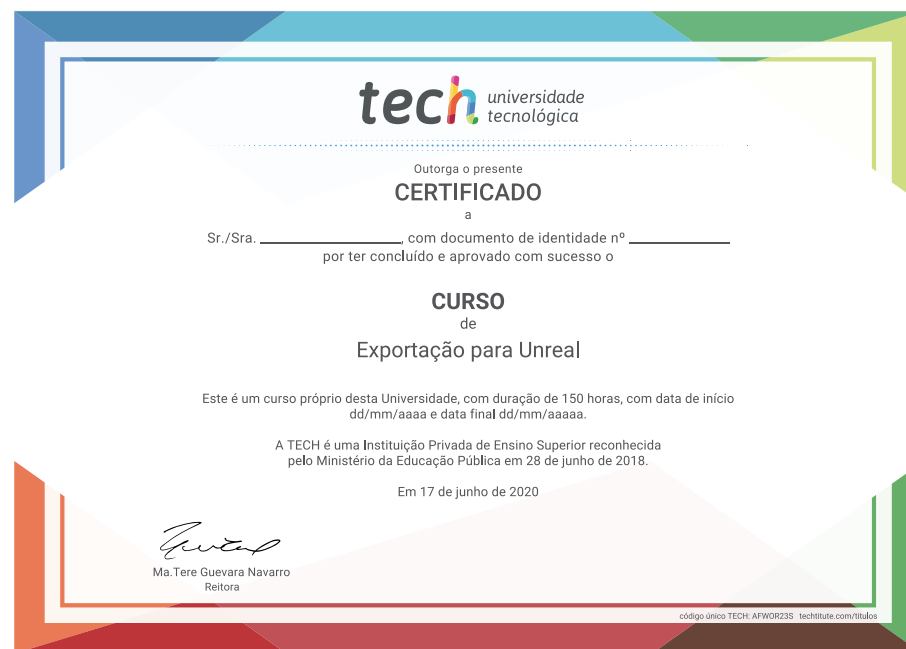 tech universidade
tecnológica
Outorga o presente
CERTIFICADO
a
Sr./Sra. __________________, com documento de identidade nº _____________
por ter concluído e aprovado com sucesso o
CURSO
de
Exportação para Unreal
Este é um curso próprio desta Universidade, com duração de 150 horas, com data de início
dd/mm/aaaa e data final dd/mm/aaaaa.
A TECH é uma Instituição Privada de Ensino Superior reconhecida
pelo Ministério da Educação Pública em 28 de junho de 2018.
Em 17 de junho de 2020
Ma.Tere Guevara Navarro
Reitora
código único TECH: AFWOR23S techtitute.com/titulos